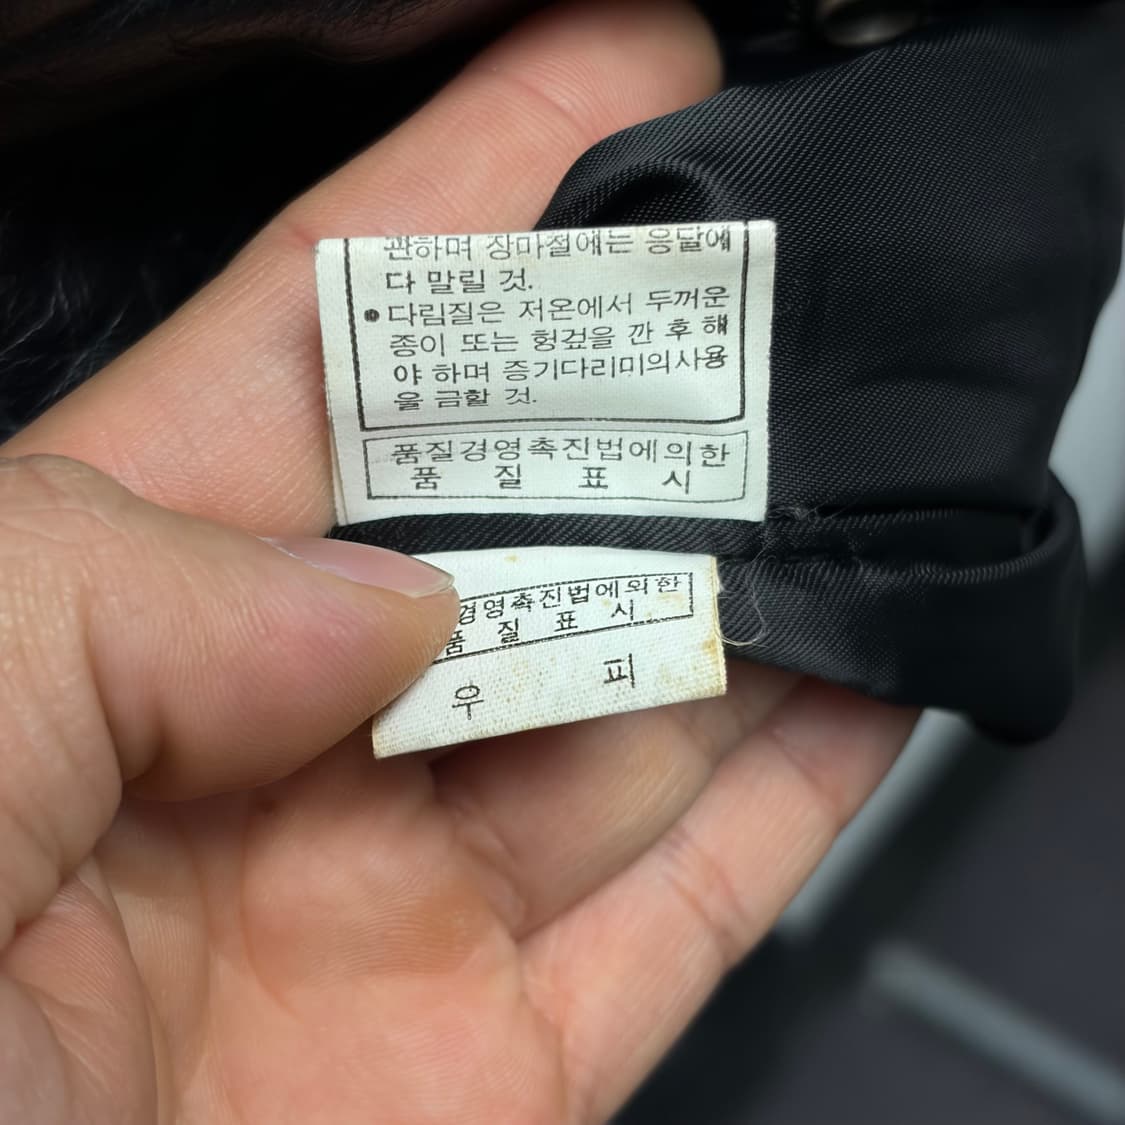 관하며 장마철에는 응달에
다 말릴 것.
• 다림질은 저온에서 두꺼운
종이 또는 헝겊을 깐 후 해
야 하며 증기다리미의사용
을 금할 것.
품질경영촉진법에의한
품 질 표 시
경영촉진법에의한
품 질 표 시
우 피